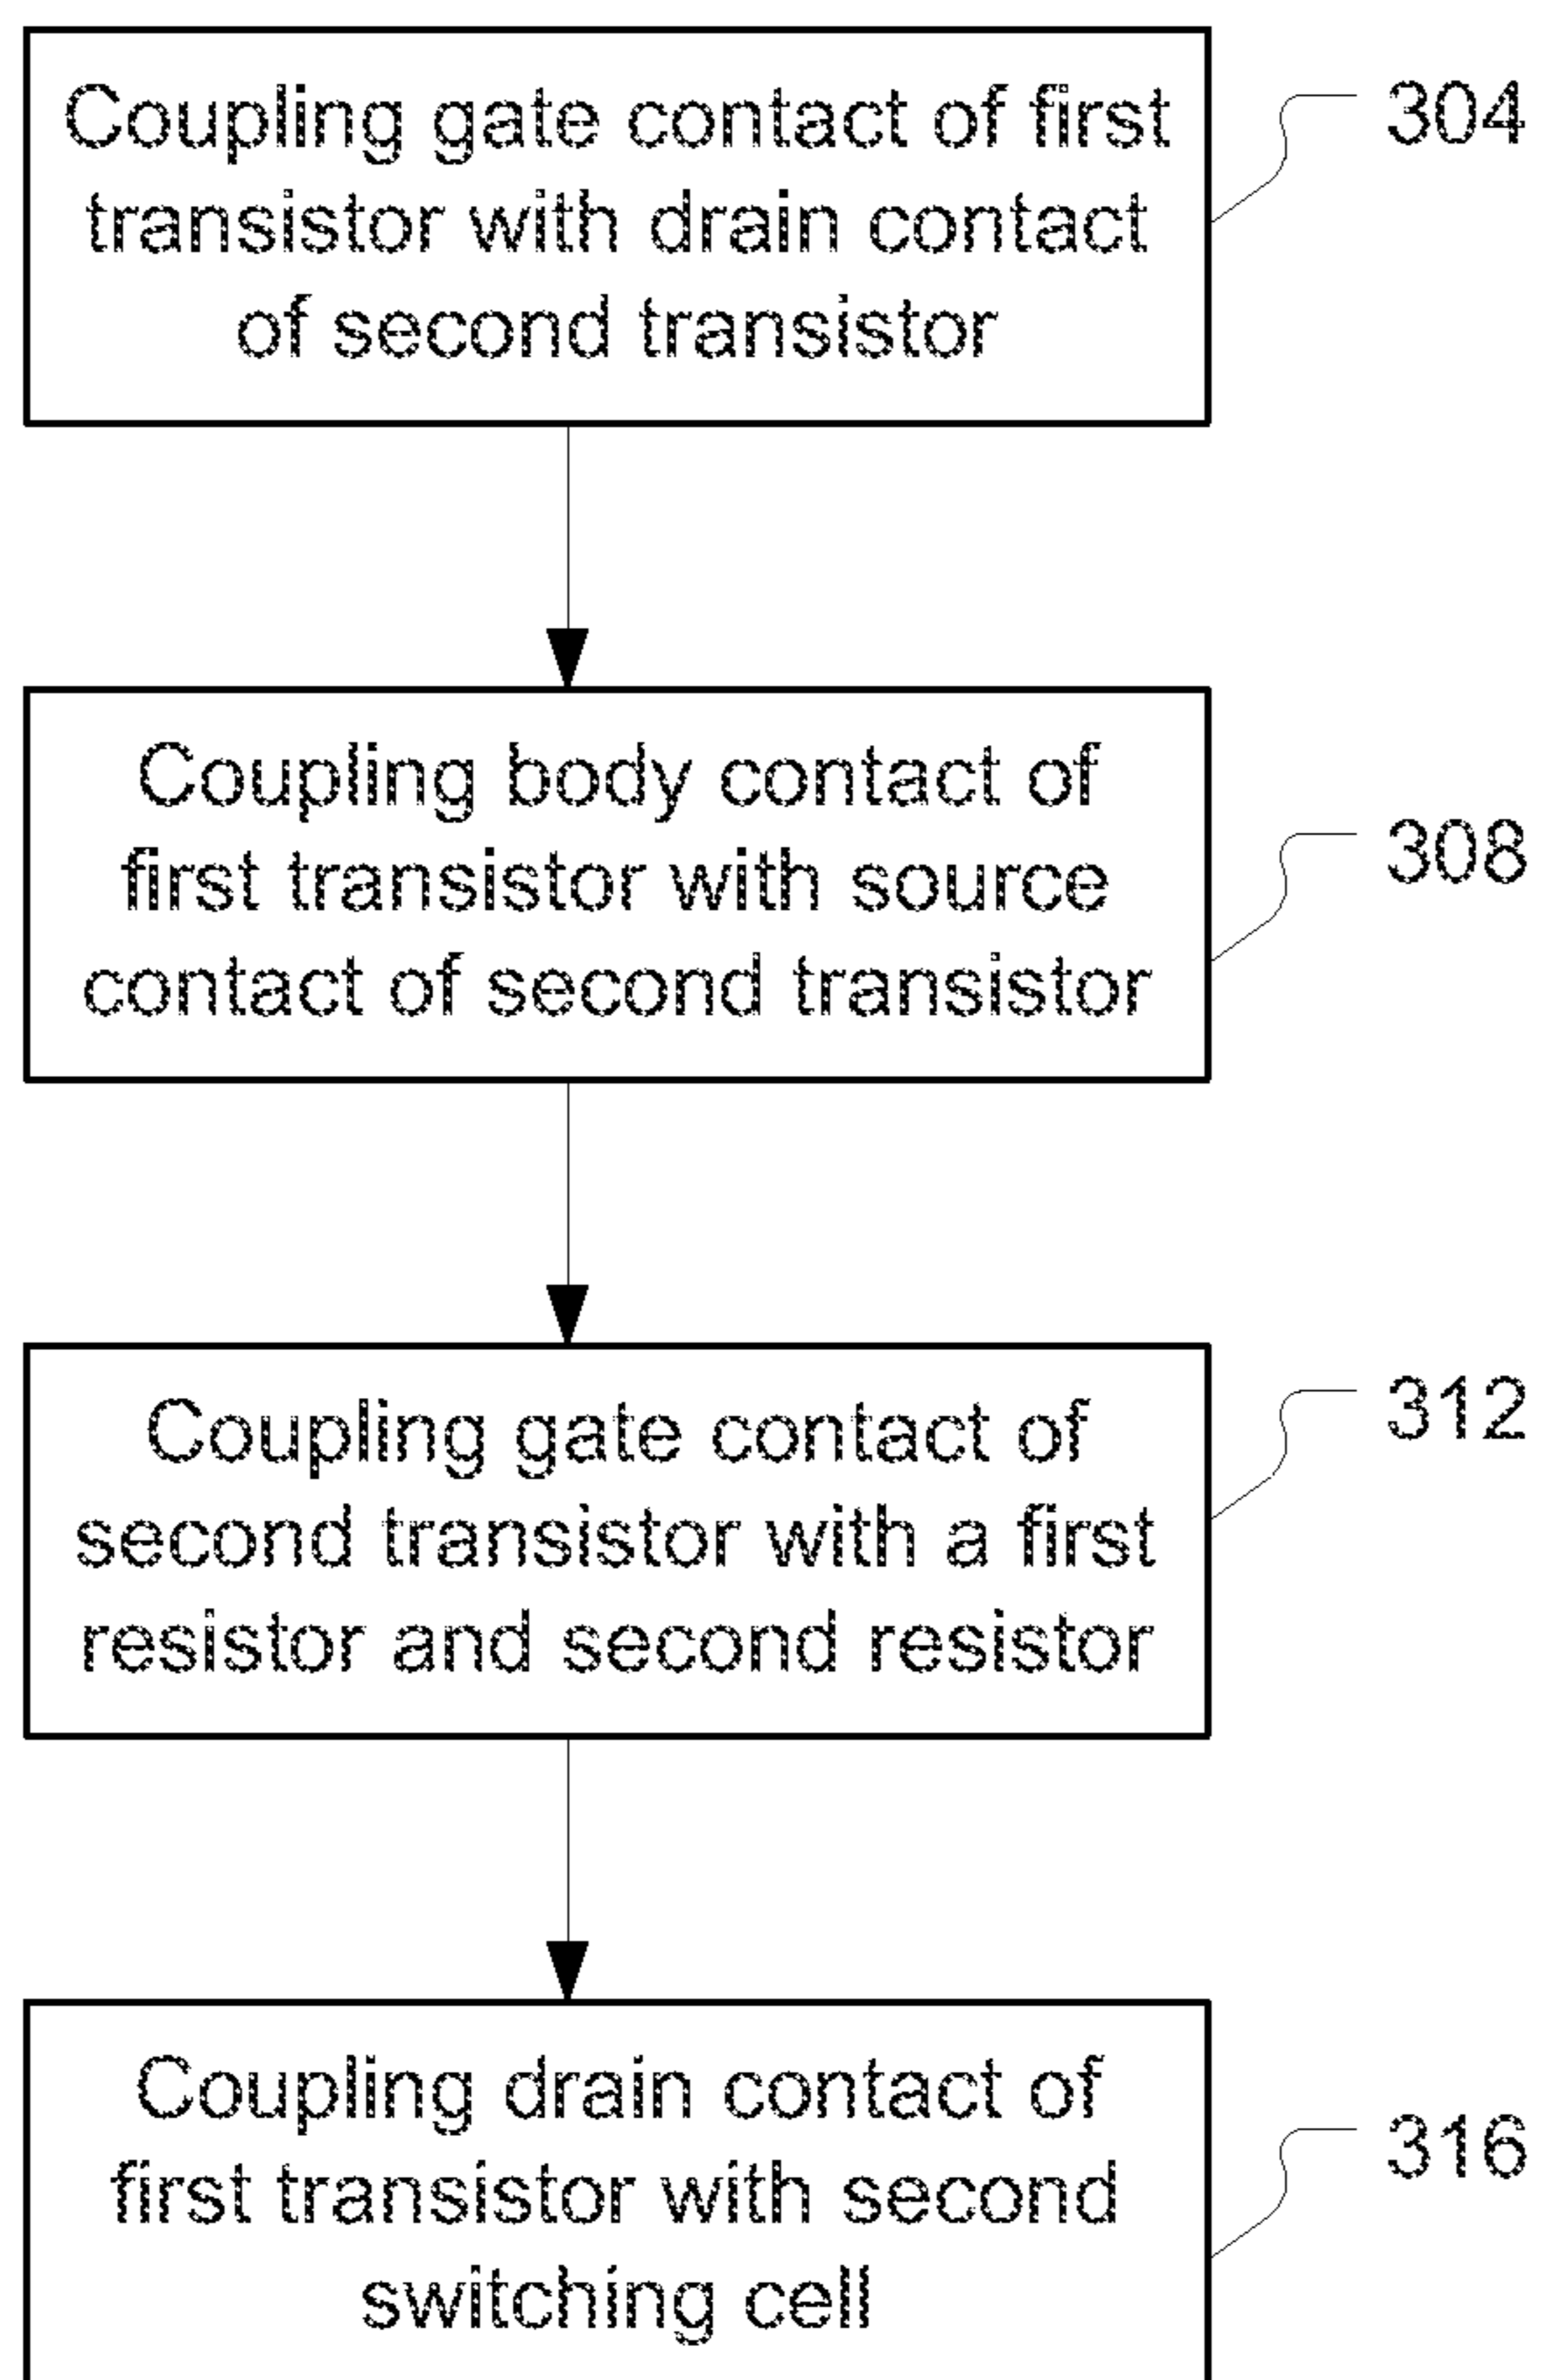 Coupling gate contact of first
transistor with drain contact
of second transistor
304
Coupling body contact of
first transistor with source
contact of second transistor
308
Coupling gate contact of
second transistor with a first
resistor and second resistor
312
Coupling drain contact of
first transistor with second
switching cell
316